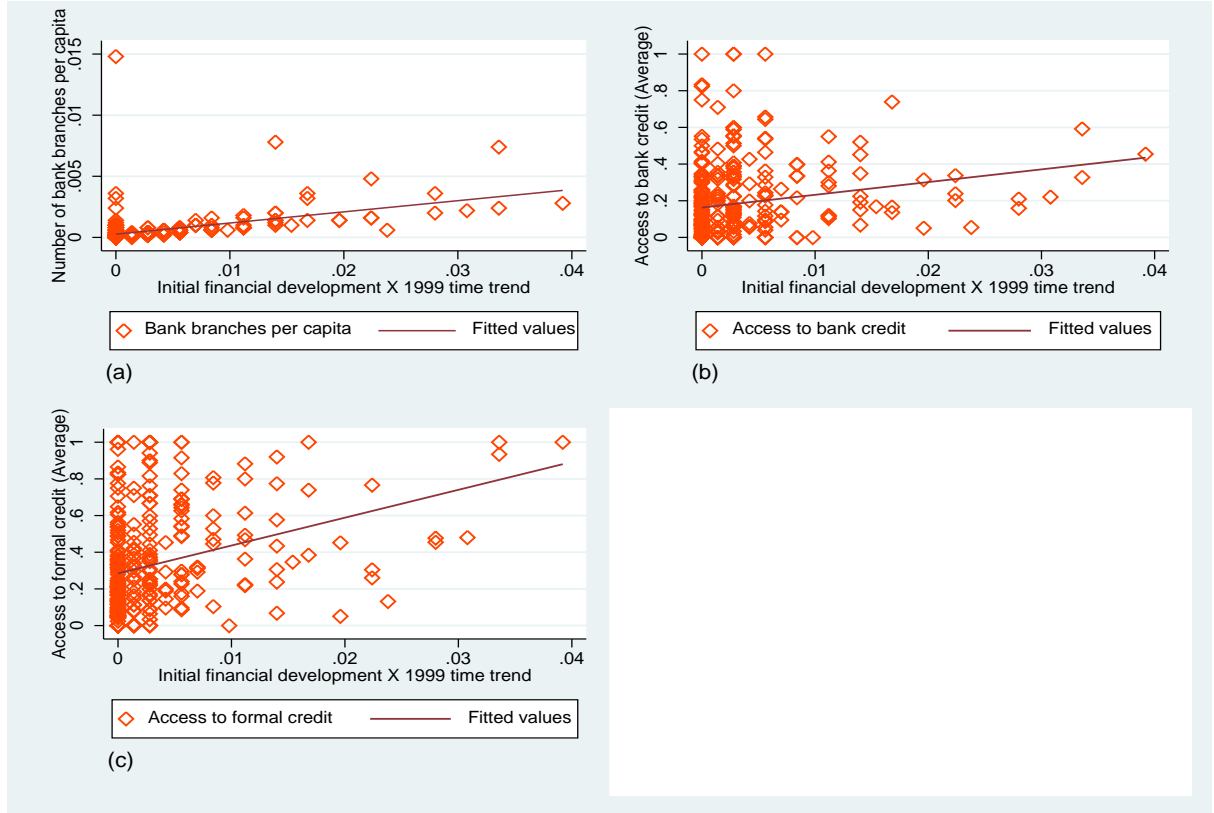 Number of bank branches per capita
.015
.01
.005
0
0 .01 .02 .03 .04
Initial financial development X 1999 time trend
Bank branches per capita Fitted values
(a)
Access to bank credit (Average)
1
.8
.6
.4
.2
0
0 .01 .02 .03 .04
Initial financial development X 1999 time trend
Access to bank credit Fitted values
(b)
Access to formal credit (Average)
1
.8
.6
.4
.2
0
0 .01 .02 .03 .04
Initial financial development X 1999 time trend
Access to formal credit Fitted values
(c)